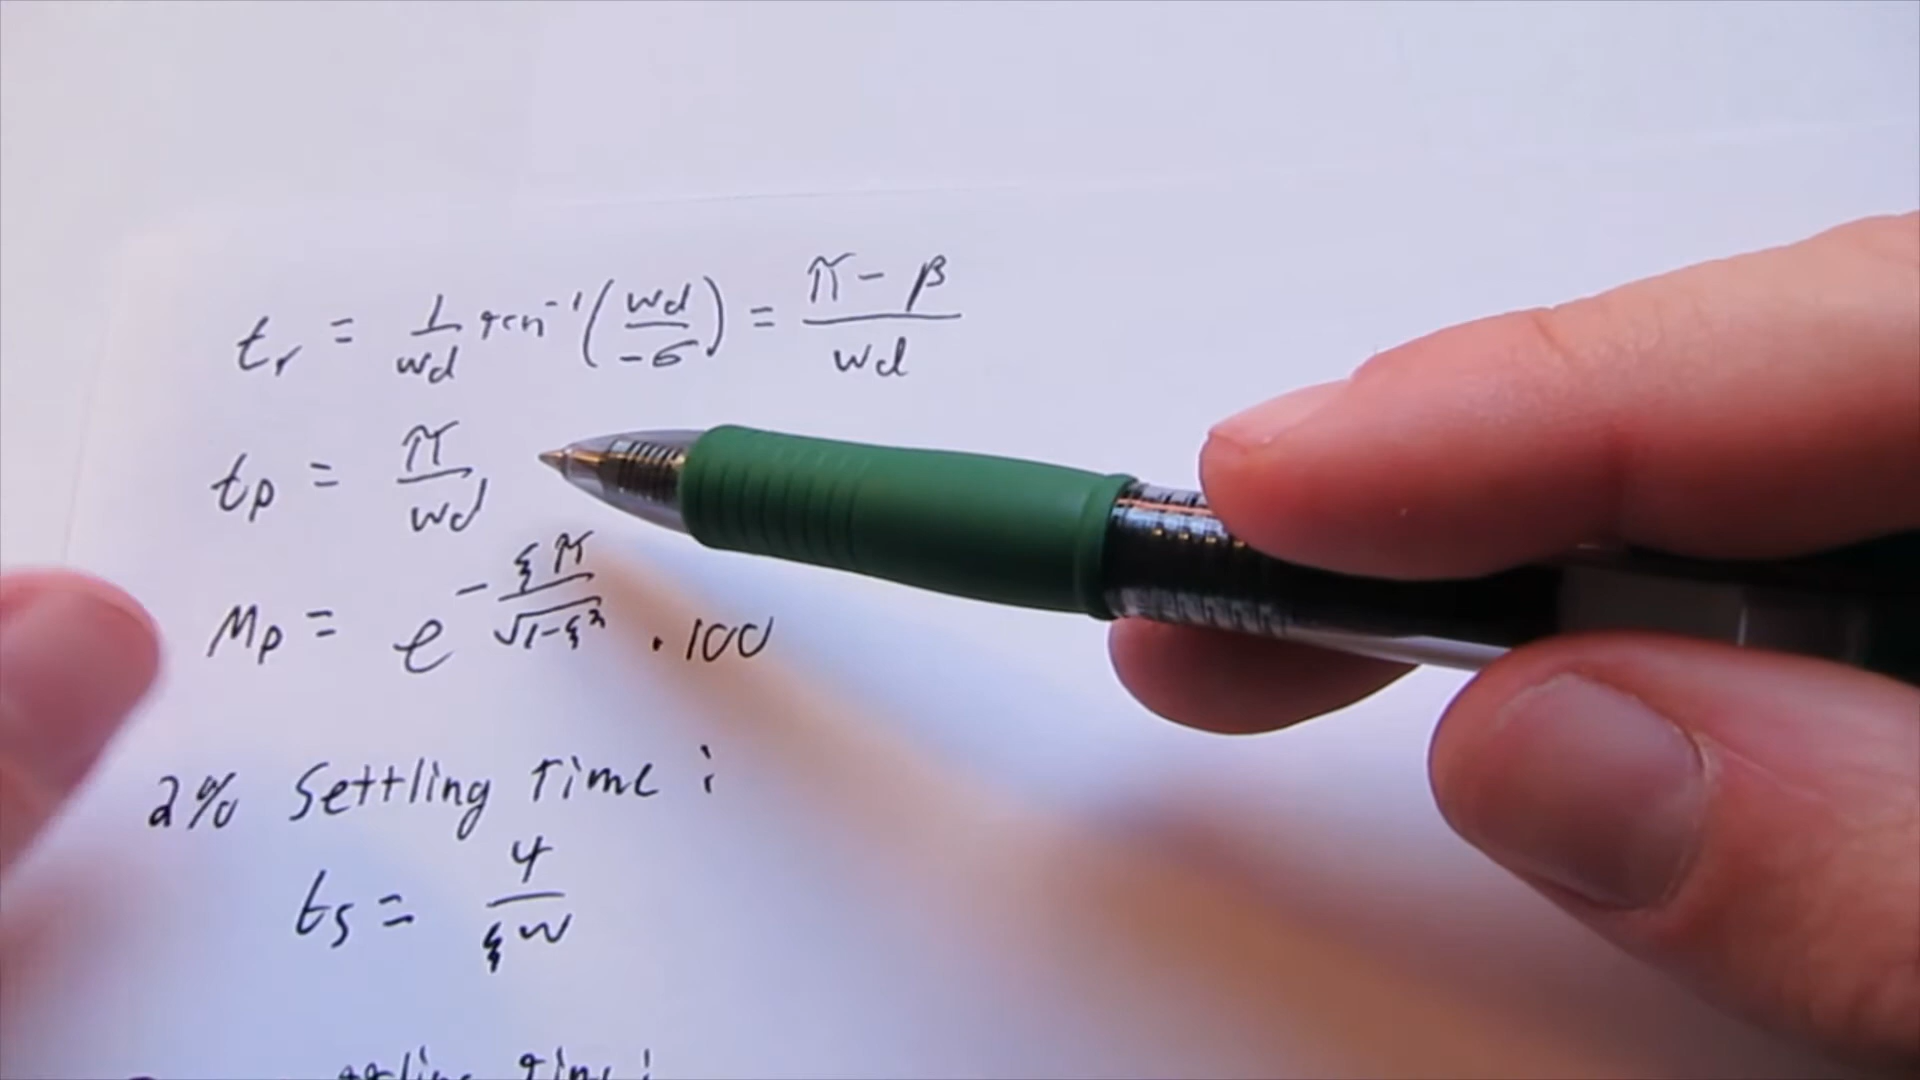 tr = 1/wd tan⁻¹(wd/-σ) = π-β/wd
tp = π/wd
Mp = e^(-ξπ/√1-ξ²) . 100
2% Settling Time :
ts = 4/ξw
time :